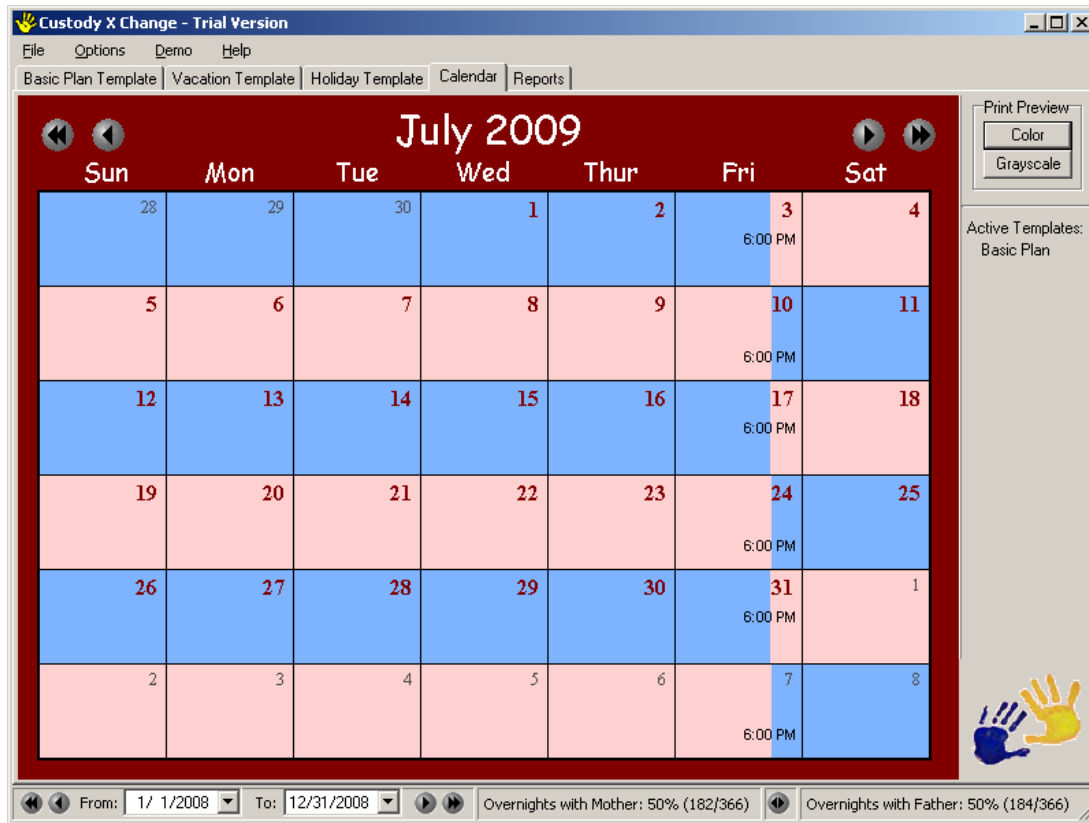 Custody X Change - Trial Version
File Options Demo Help
Basic Plan Template Vacation Template Holiday Template Calendar Reports
July 2009
Sun Mon Tue Wed Thur Fri Sat
28 29 30 1 2 3 4
6:00 PM
5 6 7 8 9 10 11
6:00 PM
12 13 14 15 16 17 18
6:00 PM
19 20 21 22 23 24 25
6:00 PM
26 27 28 29 30 31 1
6:00 PM
2 3 4 5 6 7 8
6:00 PM
Print Preview
Color
Grayscale
Active Templates:
Basic Plan
From: 1/ 1/2008 To: 12/31/2008 Overnights with Mother: 50% (182/366) Overnights with Father: 50% (184/366)